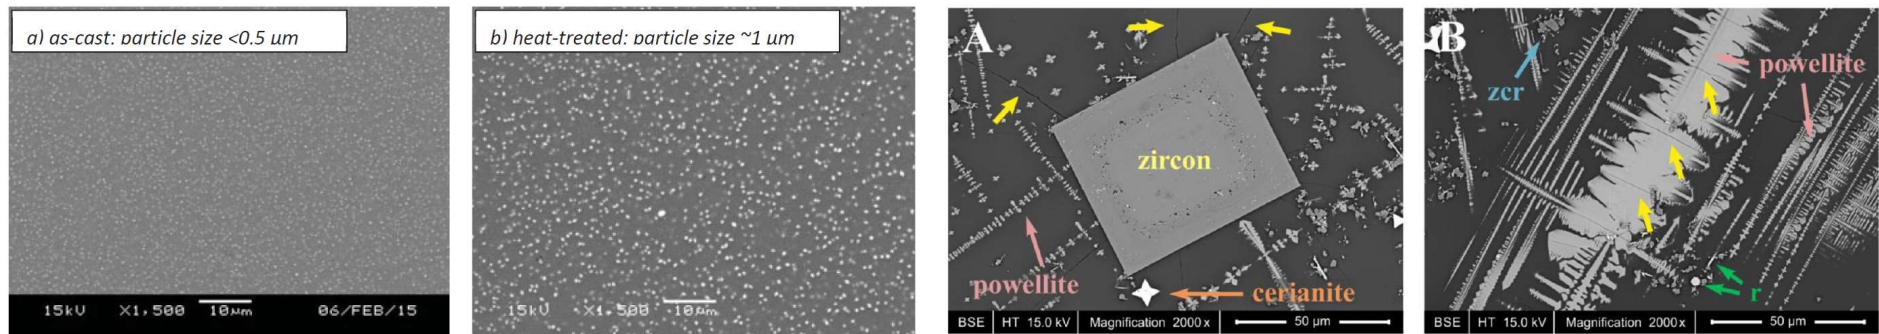 a) as-cast: particle size <0.5 µm
15kV X1,500 10µm 06/FEB/15
b) heat-treated: particle size ~1 µm
15kV X1,500 10µm
A
zircon
powellite
cerianite
BSE HT 15.0 kV Magnification 2000 x 50 µm
B
powellite
zcr
r
BSE HT 15.0 kV Magnification 2000 x 50 µm